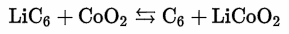 LiC₆ + CoO₂ ⇆ C₆ + LiCoO₂